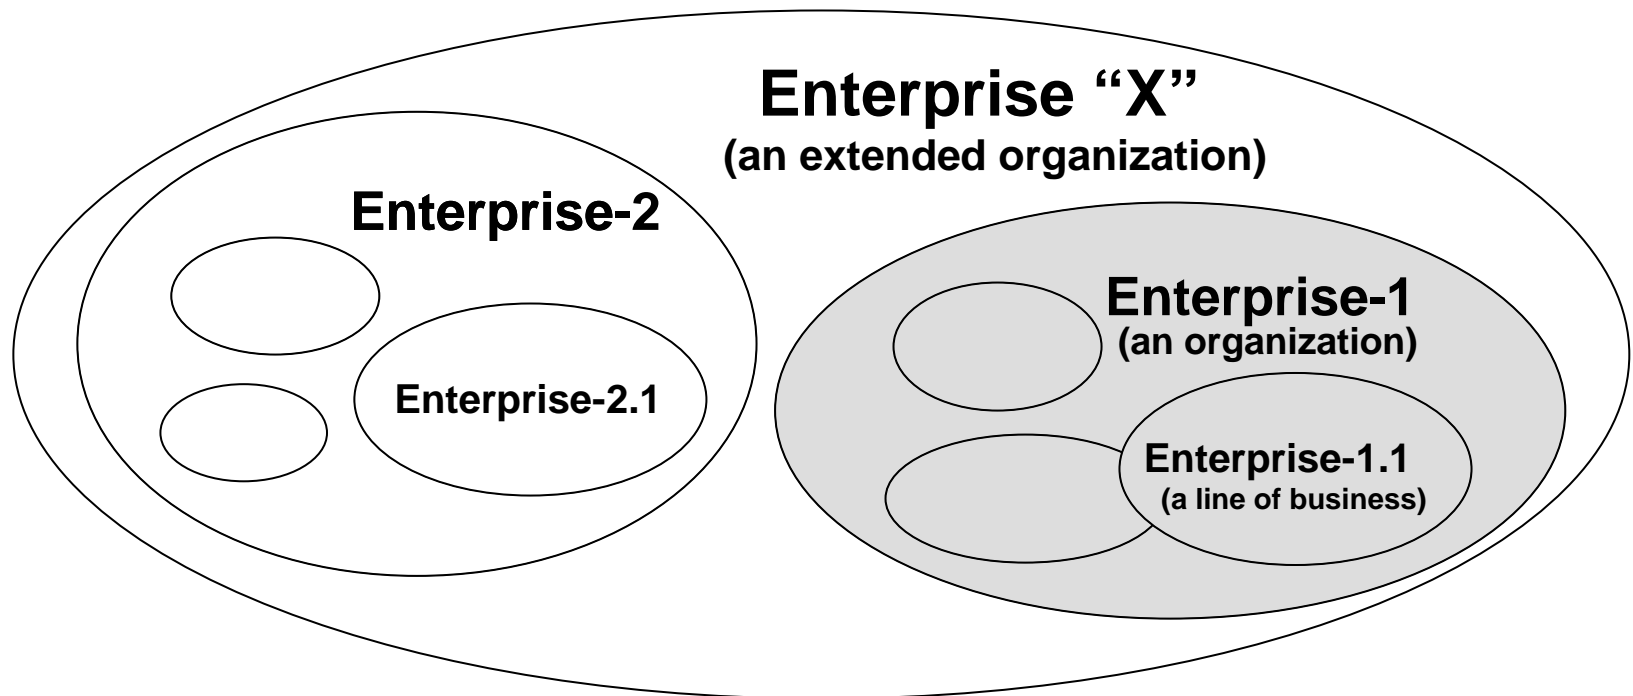 Enterprise “X”
(an extended organization)
Enterprise-2
Enterprise-2.1
Enterprise-1
(an organization)
Enterprise-1.1
(a line of business)